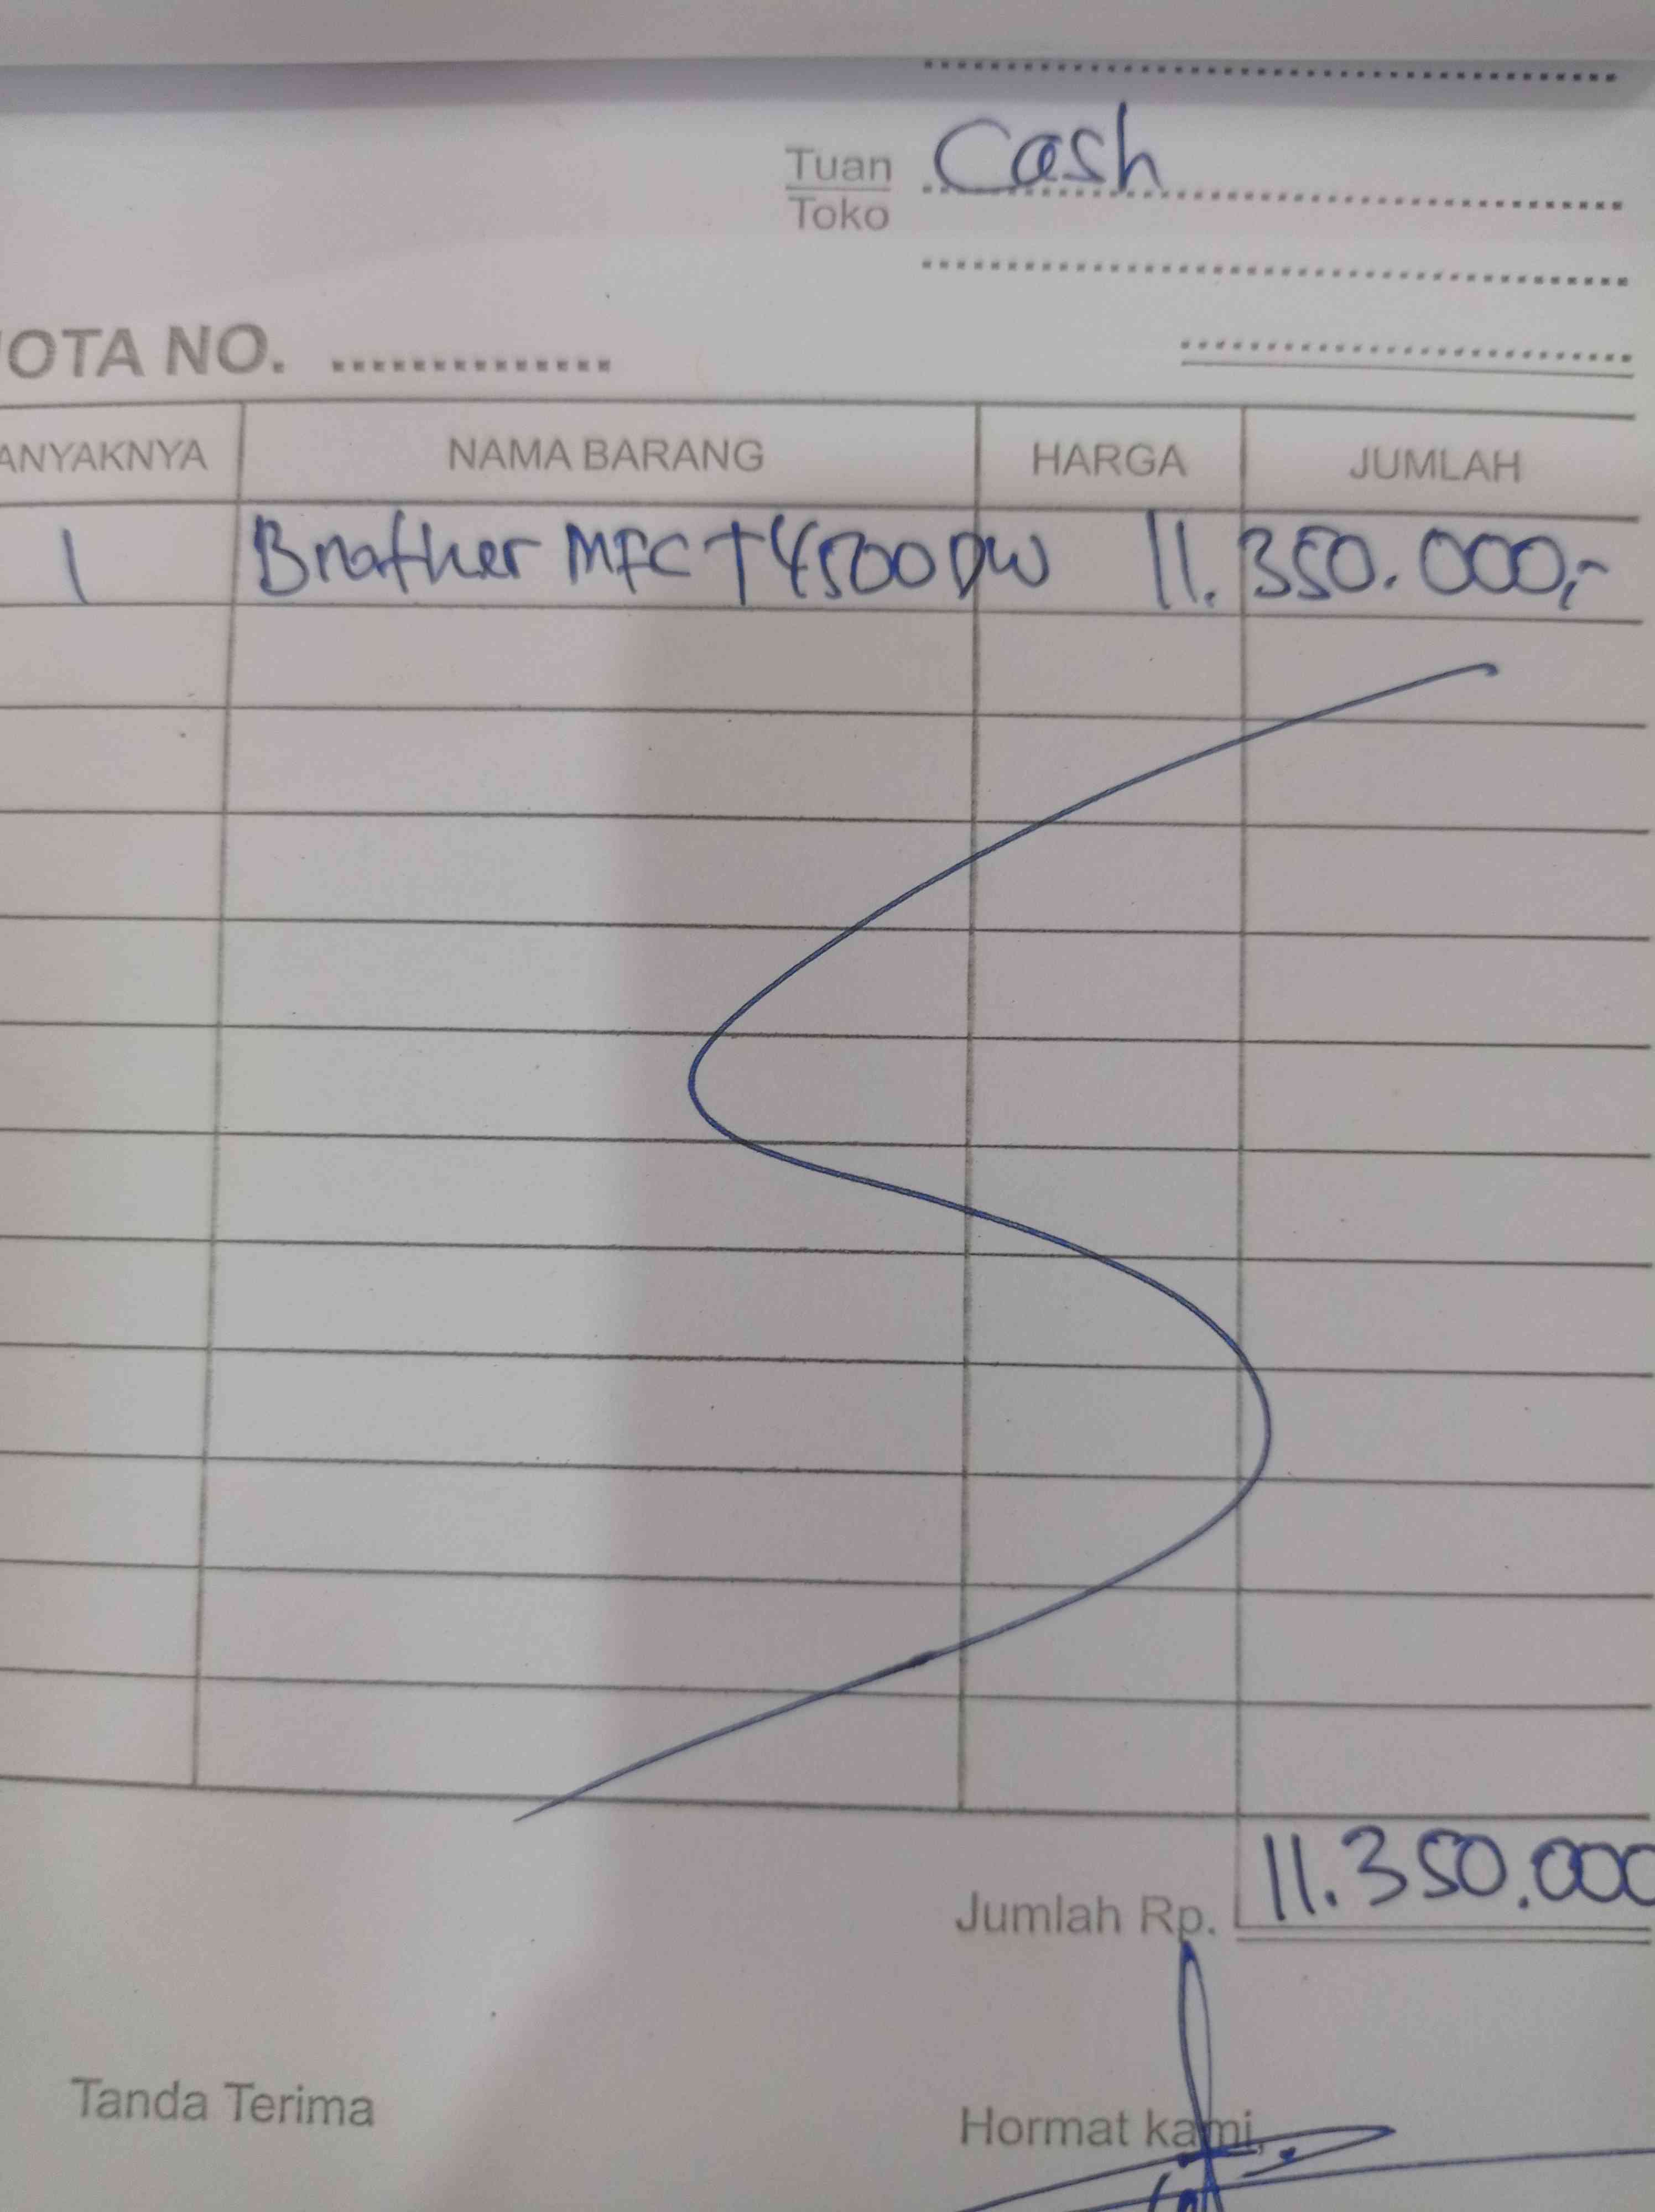 Tuan Cash
Toko
OTA NO. ..............
ANYAKNYA NAMA BARANG HARGA JUMLAH
1 Brother MFC T4500DW 11.350.000,-
Jumlah Rp. 11.350.000
Tanda Terima Hormat kami,